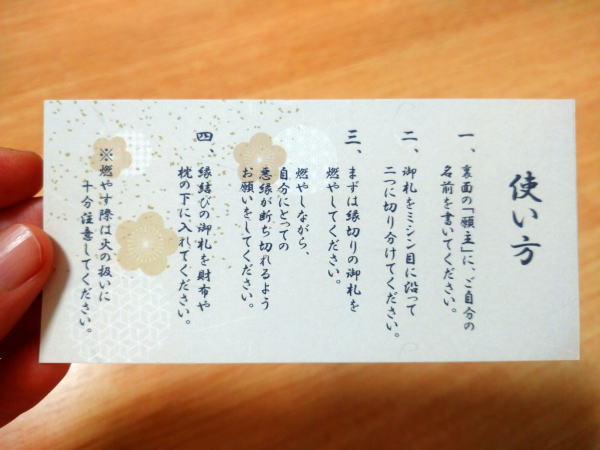 使い方
一、裏面の「願主」に、ご自分の
名前を書いてください。
二、御札をミシン目に沿って
二つに切り分けてください。
三、まずは縁切りの御札を
燃やしてください。
燃やしながら、
自分にとっての
悪縁が断ち切れるよう
お願いをしてください。
四、縁結びの御札を財布や
枕の下に入れてください。
※燃やす際は火の扱いに
十分注意してください。